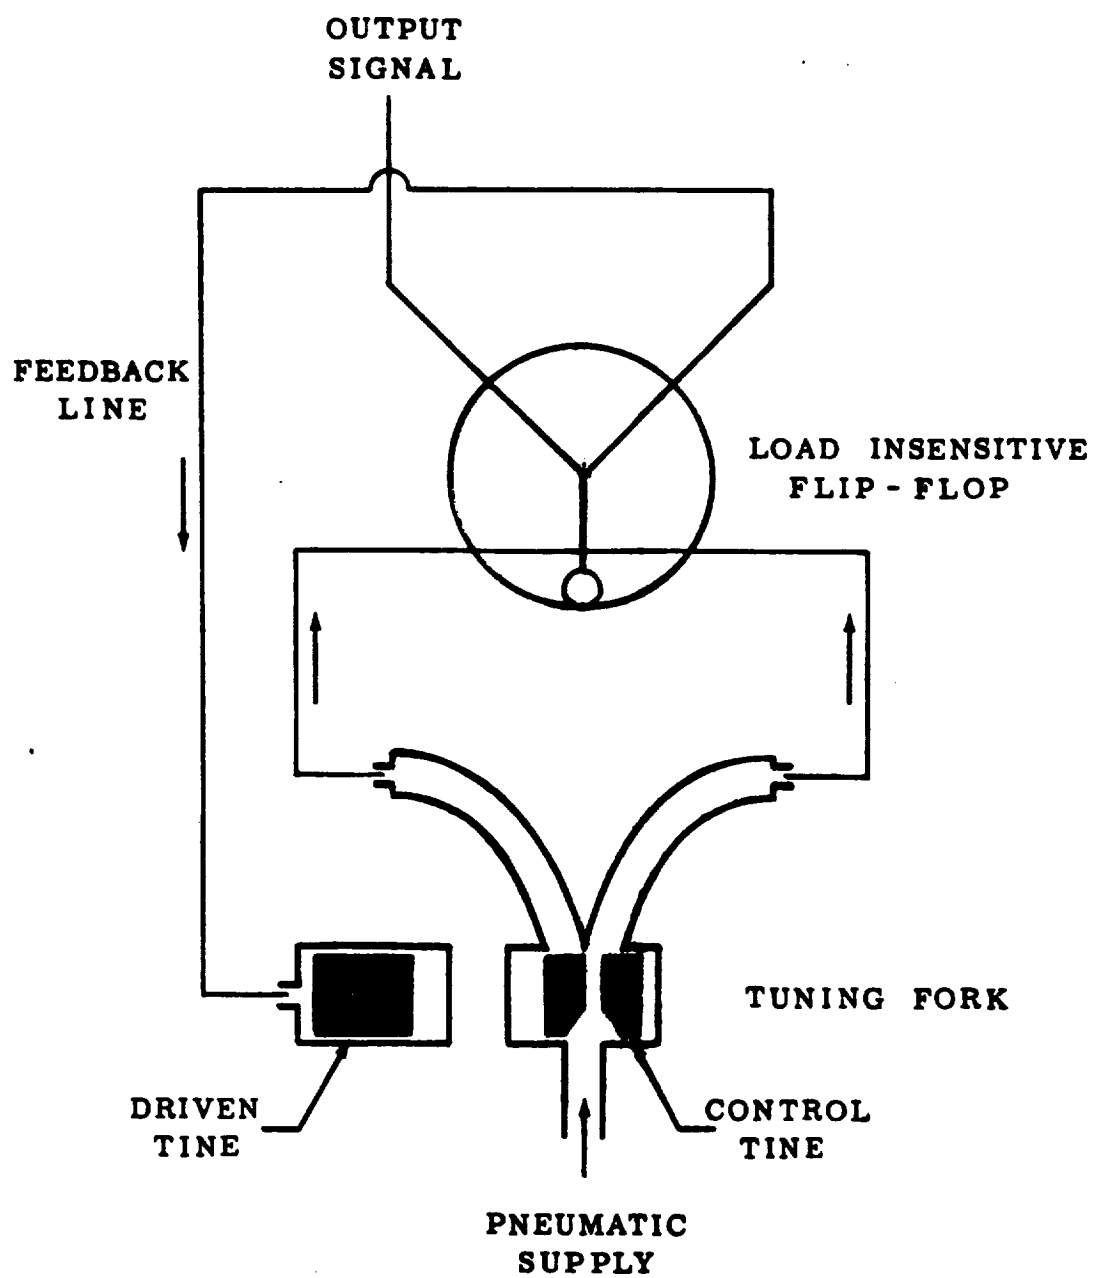 OUTPUT
SIGNAL
FEEDBACK
LINE
LOAD INSENSITIVE
FLIP-FLOP
TUNING FORK
DRIVEN
TINE
CONTROL
TINE
PNEUMATIC
SUPPLY